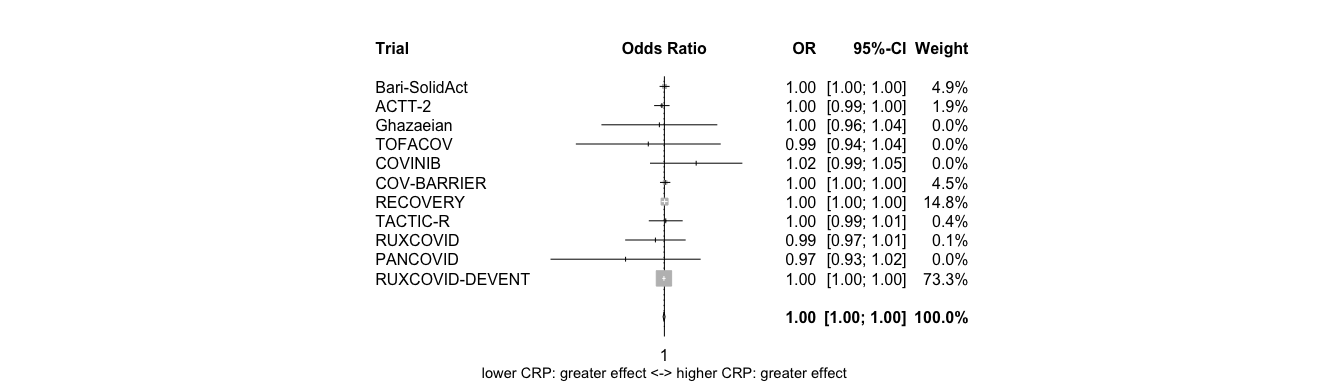 Trial Odds Ratio OR 95%-CI Weight
Bari-SolidAct 1.00 [1.00; 1.00] 4.9%
ACTT-2 1.00 [0.99; 1.00] 1.9%
Ghazaeian 1.00 [0.96; 1.04] 0.0%
TOFACOV 0.99 [0.94; 1.04] 0.0%
COVINIB 1.02 [0.99; 1.05] 0.0%
COV-BARRIER 1.00 [1.00; 1.00] 4.5%
RECOVERY 1.00 [1.00; 1.00] 14.8%
TACTIC-R 1.00 [0.99; 1.01] 0.4%
RUXCOVID 0.99 [0.97; 1.01] 0.1%
PANCOVID 0.97 [0.93; 1.02] 0.0%
RUXCOVID-DEVENT 1.00 [1.00; 1.00] 73.3%
1.00 [1.00; 1.00] 100.0%
1
lower CRP: greater effect <-> higher CRP: greater effect